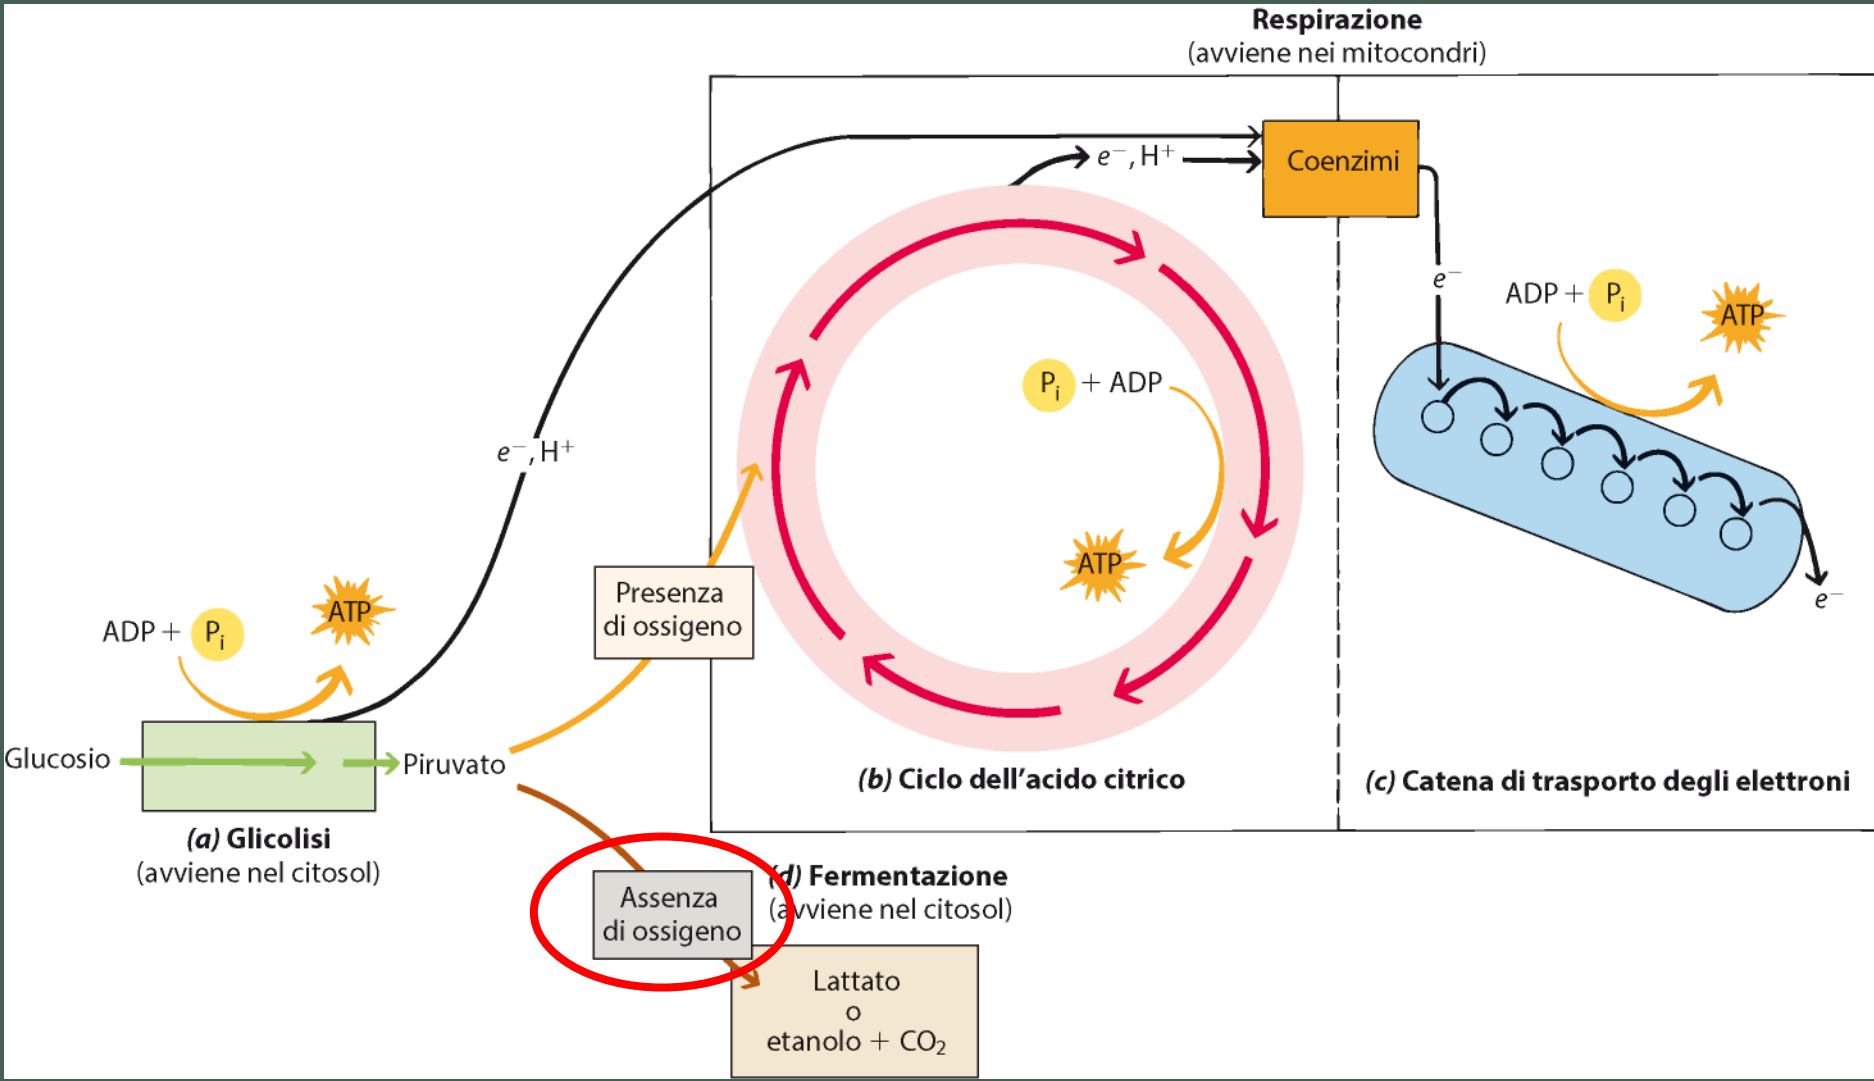 Respirazione
(avviene nei mitocondri)
Coenzimi
e⁻, H⁺
e⁻
ADP + Pi
ATP
Pi + ADP
ATP
e⁻, H⁺
e⁻
Presenza
di ossigeno
ADP + Pi
ATP
Glucosio
Piruvato
(a) Glicolisi
(avviene nel citosol)
(b) Ciclo dell’acido citrico
(c) Catena di trasporto degli elettroni
Assenza
di ossigeno
(d) Fermentazione
(avviene nel citosol)
Lattato
o
etanolo + CO₂